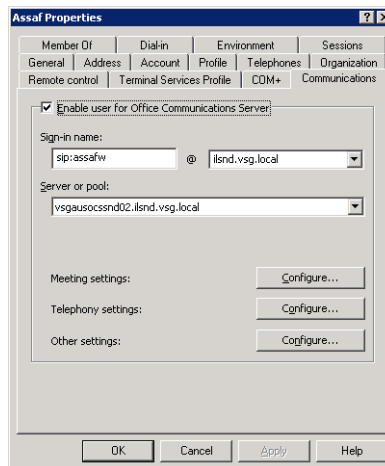 Assaf Properties
Member Of Dial-in Environment Sessions
General Address Account Profile Telephones Organization
Remote control Terminal Services Profile COM+ Communications
Enable user for Office Communications Server
Sign-in name:
sip:assafw @ ilsnd.vsg.local
Server or pool:
vsgausocssnd02.ilsnd.vsg.local
Meeting settings: Configure...
Telephony settings: Configure...
Other settings: Configure...
OK Cancel Apply Help